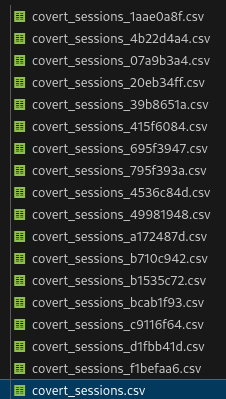 covert_sessions_1aae0a8f.csv
covert_sessions_4b22d4a4.csv
covert_sessions_07a9b3a4.csv
covert_sessions_20eb34ff.csv
covert_sessions_39b8651a.csv
covert_sessions_415f6084.csv
covert_sessions_695f3947.csv
covert_sessions_795f393a.csv
covert_sessions_4536c84d.csv
covert_sessions_49981948.csv
covert_sessions_a172487d.csv
covert_sessions_b710c942.csv
covert_sessions_b1535c72.csv
covert_sessions_bcab1f93.csv
covert_sessions_c9116f64.csv
covert_sessions_d1fbb41d.csv
covert_sessions_f1befaa6.csv
covert_sessions.csv